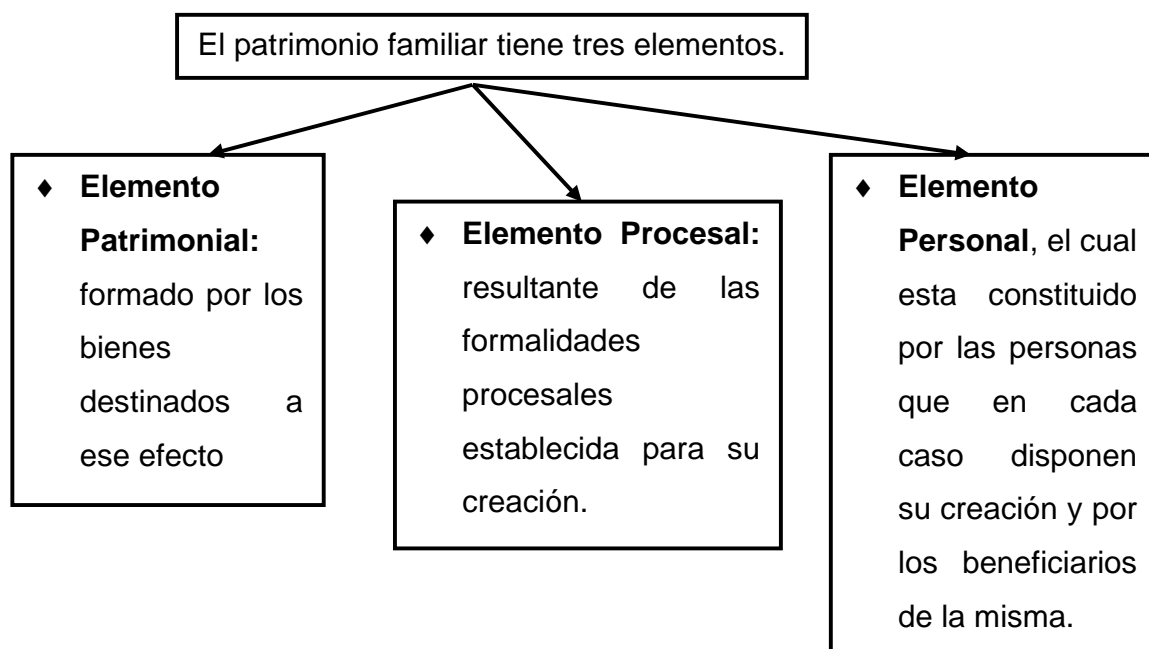 El patrimonio familiar tiene tres elementos.
♦ Elemento
Patrimonial:
formado por los
bienes
destinados a
ese efecto
♦ Elemento Procesal:
resultante de las
formalidades
procesales
establecida para su
creación.
♦ Elemento
Personal, el cual
esta constituido
por las personas
que en cada
caso disponen
su creación y por
los beneficiarios
de la misma.